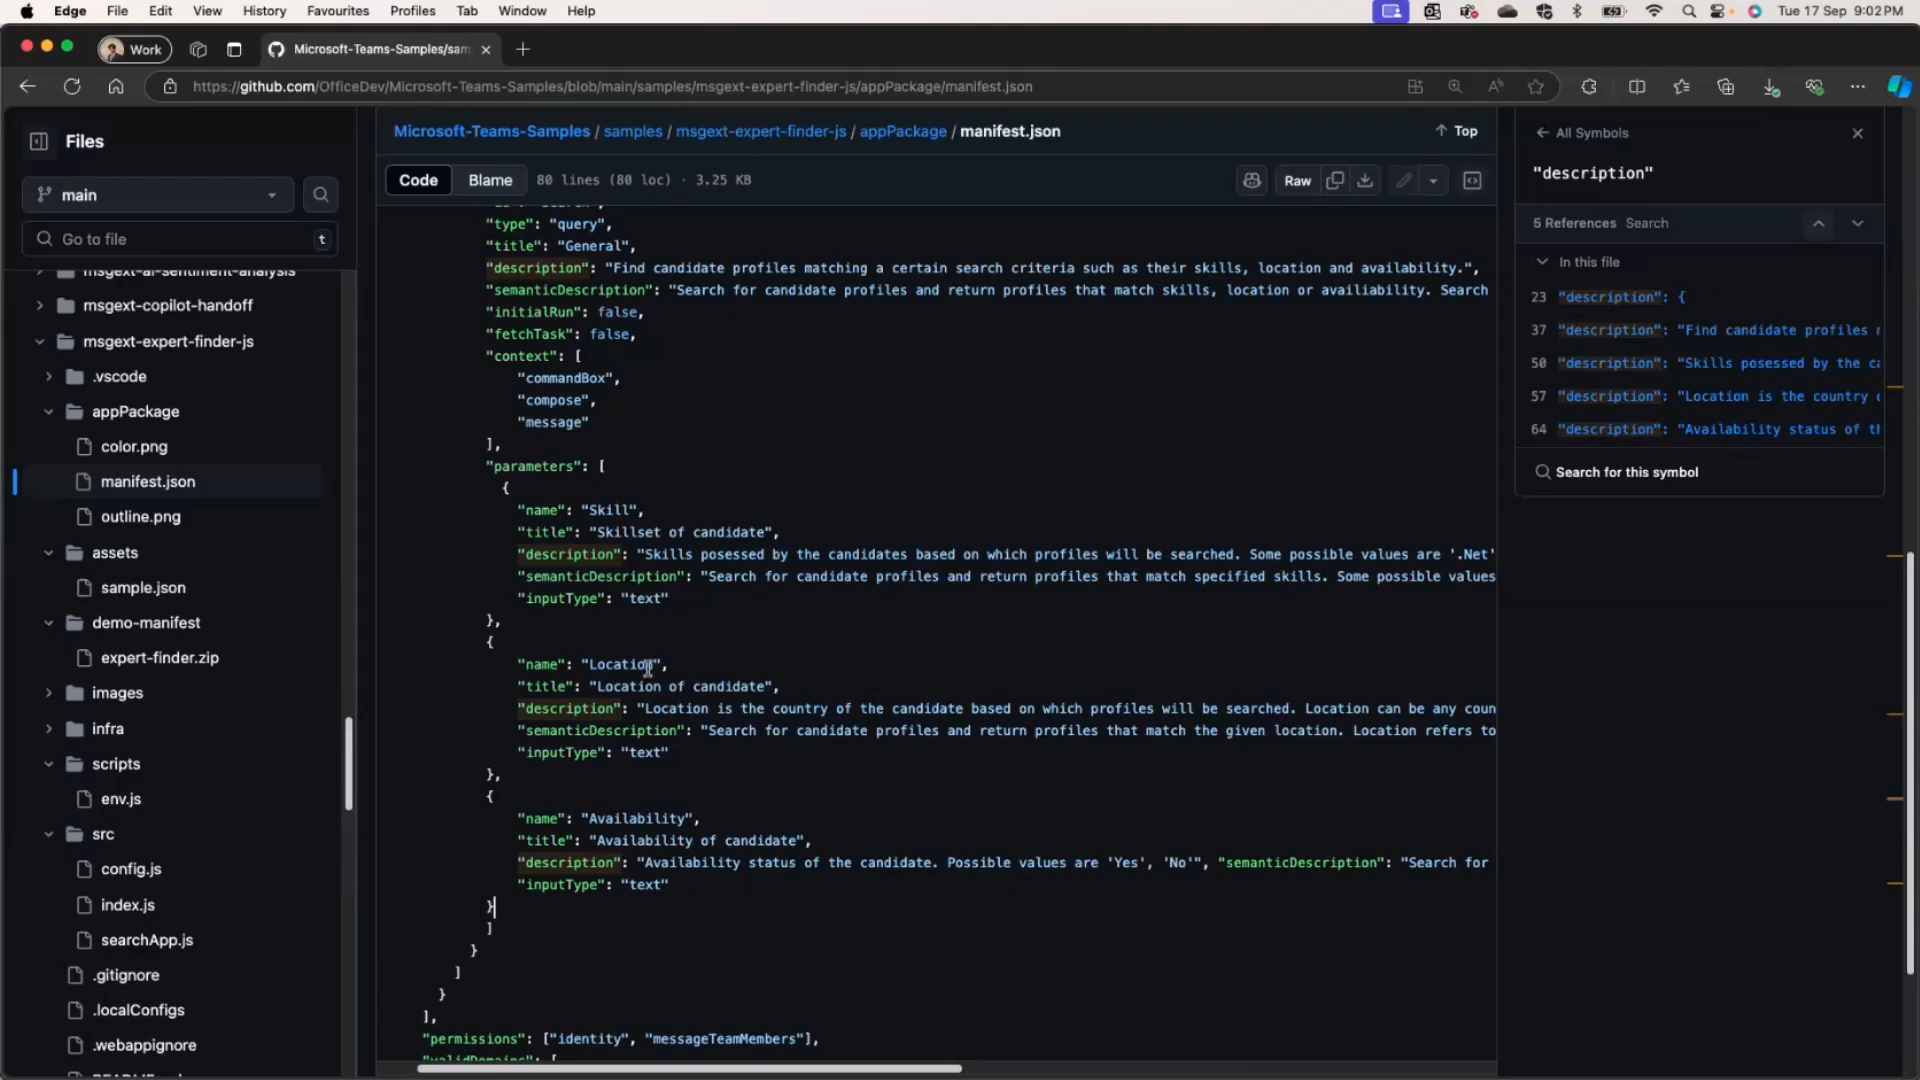 Edge File Edit View History Favourites Profiles Tab Window Help Tue 17 Sep 9:02 PM
Work Microsoft-Teams-Samples/sam
https://github.com/OfficeDev/Microsoft-Teams-Samples/blob/main/samples/msgext-expert-finder-js/appPackage/manifest.json
Files
main
Go to file t
msgext-ai-sentiment-analysis
msgext-copilot-handoff
msgext-expert-finder-js
.vscode
appPackage
color.png
manifest.json
outline.png
assets
sample.json
demo-manifest
expert-finder.zip
images
infra
scripts
env.js
src
config.js
index.js
searchApp.js
.gitignore
.localConfigs
.webappignore
Microsoft-Teams-Samples / samples / msgext-expert-finder-js / appPackage / manifest.json Top
Code Blame 80 lines (80 loc) · 3.25 KB Raw
"type": "query",
"title": "General",
"description": "Find candidate profiles matching a certain search criteria such as their skills, location and availability.",
"semanticDescription": "Search for candidate profiles and return profiles that match skills, location or availiability. Search
"initialRun": false,
"fetchTask": false,
"context": [
"commandBox",
"compose",
"message"
],
"parameters": [
{
"name": "Skill",
"title": "Skillset of candidate",
"description": "Skills posessed by the candidates based on which profiles will be searched. Some possible values are '.Net'
"semanticDescription": "Search for candidate profiles and return profiles that match specified skills. Some possible values
"inputType": "text"
},
{
"name": "Location",
"title": "Location of candidate",
"description": "Location is the country of the candidate based on which profiles will be searched. Location can be any coun
"semanticDescription": "Search for candidate profiles and return profiles that match the given location. Location refers to
"inputType": "text"
},
{
"name": "Availability",
"title": "Availability of candidate",
"description": "Availability status of the candidate. Possible values are 'Yes', 'No'", "semanticDescription": "Search for
"inputType": "text"
}
]
}
]
}
],
"permissions": ["identity", "messageTeamMembers"],
"validDomains": [
All Symbols
"description"
5 References Search
In this file
23 "description": {
37 "description": "Find candidate profiles
50 "description": "Skills posessed by the ca
57 "description": "Location is the country
64 "description": "Availability status of th
Search for this symbol